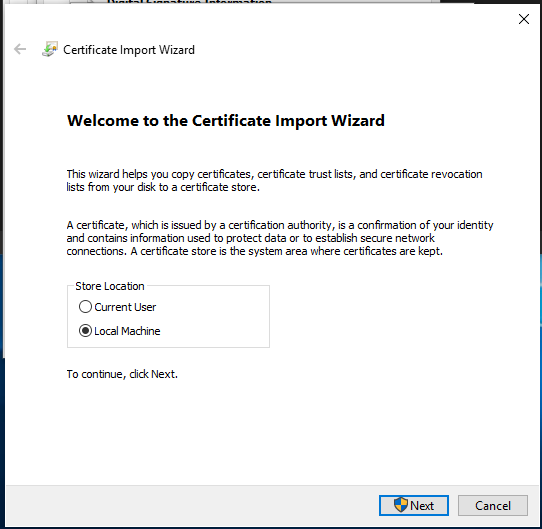 Digital Signature Information
Certificate Import Wizard
Welcome to the Certificate Import Wizard
This wizard helps you copy certificates, certificate trust lists, and certificate revocation
lists from your disk to a certificate store.
A certificate, which is issued by a certification authority, is a confirmation of your identity
and contains information used to protect data or to establish secure network
connections. A certificate store is the system area where certificates are kept.
Store Location
Current User
Local Machine
To continue, click Next.
Next
Cancel